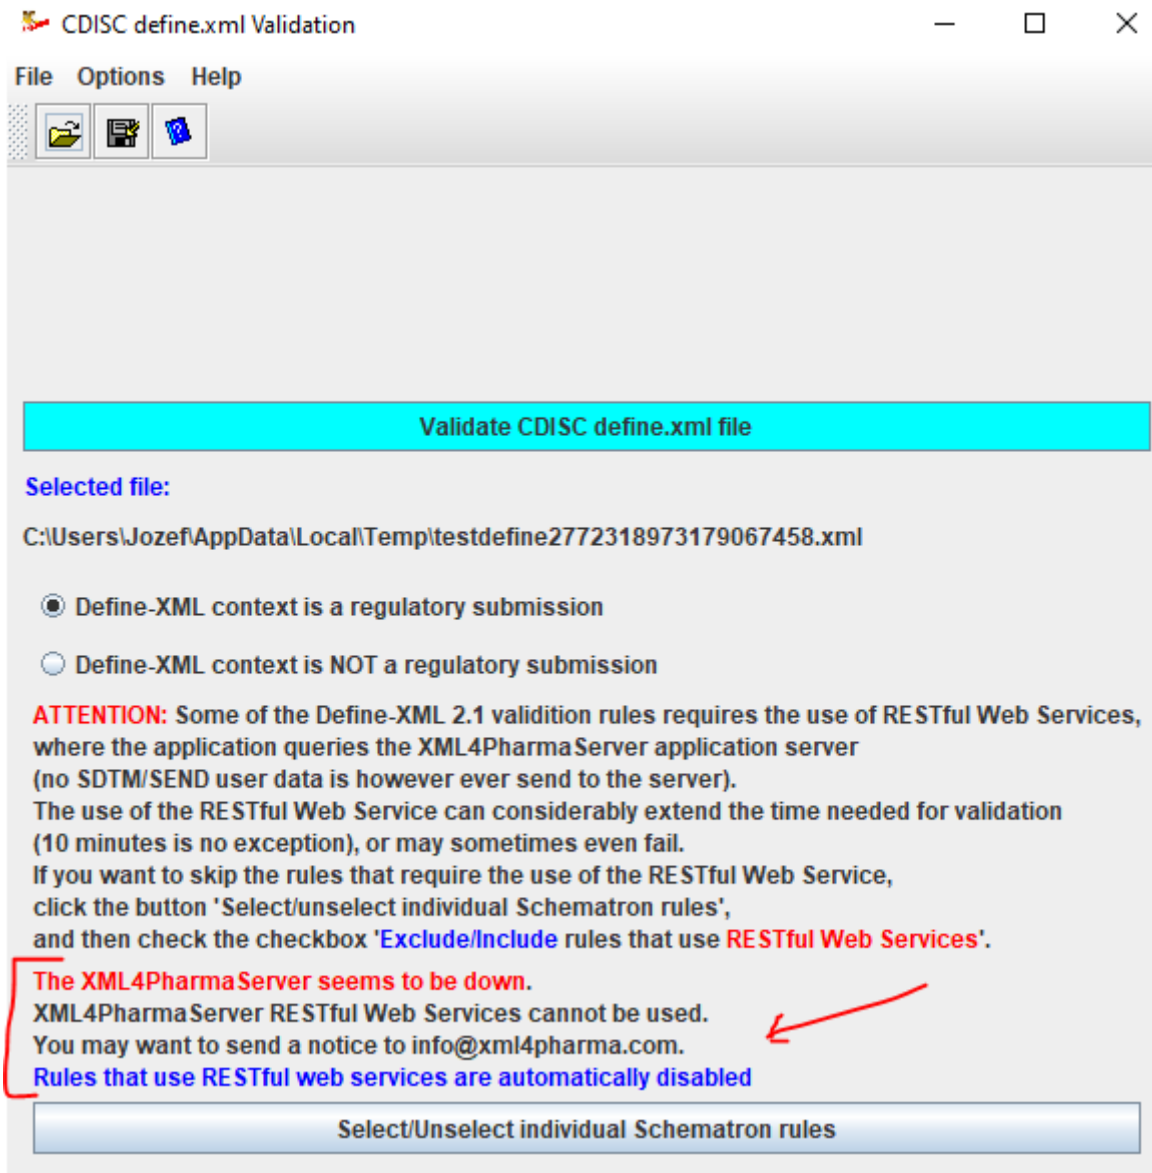 CDISC define.xml Validation
File Options Help
Validate CDISC define.xml file
Selected file:
C:\Users\Jozef\AppData\Local\Temp\testdefine2772318973179067458.xml
Define-XML context is a regulatory submission
Define-XML context is NOT a regulatory submission
ATTENTION: Some of the Define-XML 2.1 validition rules requires the use of RESTful Web Services,
where the application queries the XML4PharmaServer application server
(no SDTM/SEND user data is however ever send to the server).
The use of the RESTful Web Service can considerably extend the time needed for validation
(10 minutes is no exception), or may sometimes even fail.
If you want to skip the rules that require the use of the RESTful Web Service,
click the button 'Select/unselect individual Schematron rules',
and then check the checkbox 'Exclude/Include rules that use RESTful Web Services'.
The XML4PharmaServer seems to be down.
XML4PharmaServer RESTful Web Services cannot be used.
You may want to send a notice to info@xml4pharma.com.
Rules that use RESTful web services are automatically disabled
Select/Unselect individual Schematron rules